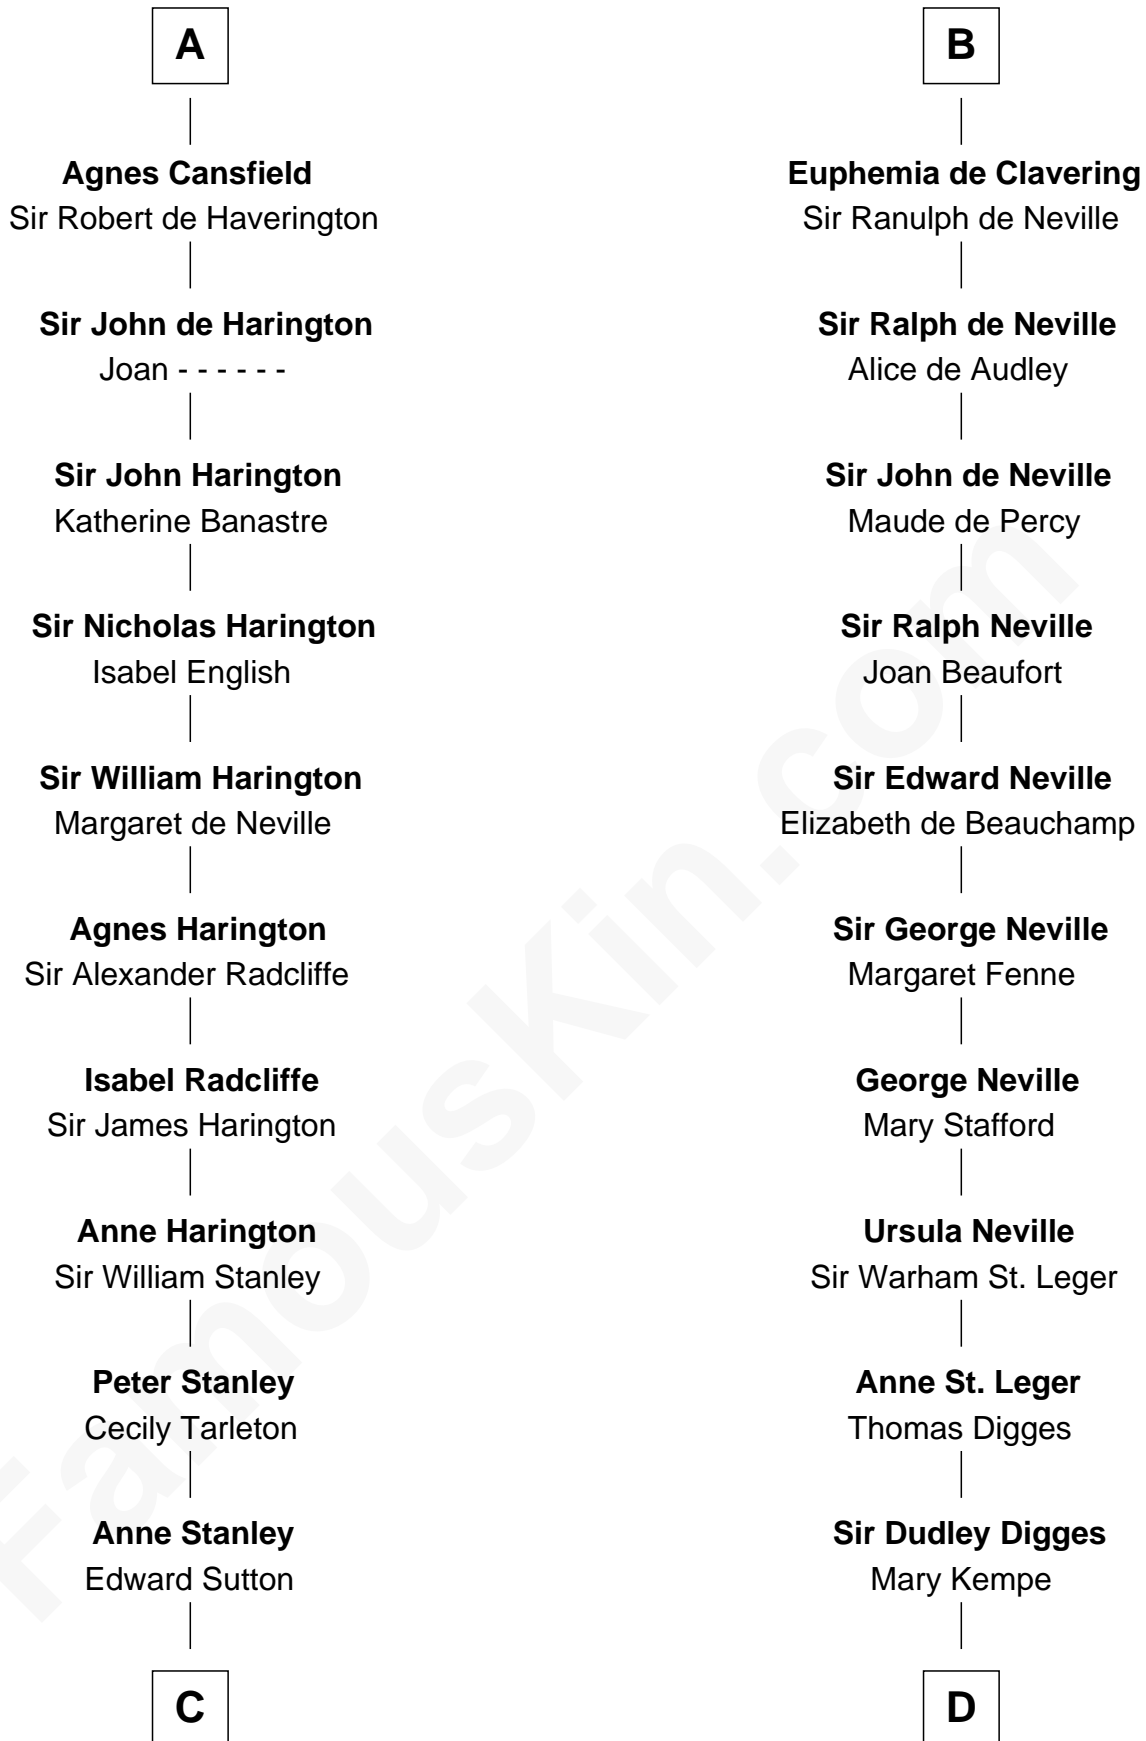 A
Agnes Cansfield
Sir Robert de Haverington
Sir John de Harington
Joan - - - - - -
Sir John Harington
Katherine Banastre
Sir Nicholas Harington
Isabel English
Sir William Harington
Margaret de Neville
Agnes Harington
Sir Alexander Radcliffe
Isabel Radcliffe
Sir James Harington
Anne Harington
Sir William Stanley
Peter Stanley
Cecily Tarleton
Anne Stanley
Edward Sutton
C
B
Euphemia de Clavering
Sir Ranulph de Neville
Sir Ralph de Neville
Alice de Audley
Sir John de Neville
Maude de Percy
Sir Ralph Neville
Joan Beaufort
Sir Edward Neville
Elizabeth de Beauchamp
Sir George Neville
Margaret Fenne
George Neville
Mary Stafford
Ursula Neville
Sir Warham St. Leger
Anne St. Leger
Thomas Digges
Sir Dudley Digges
Mary Kempe
D
FamousKin.com